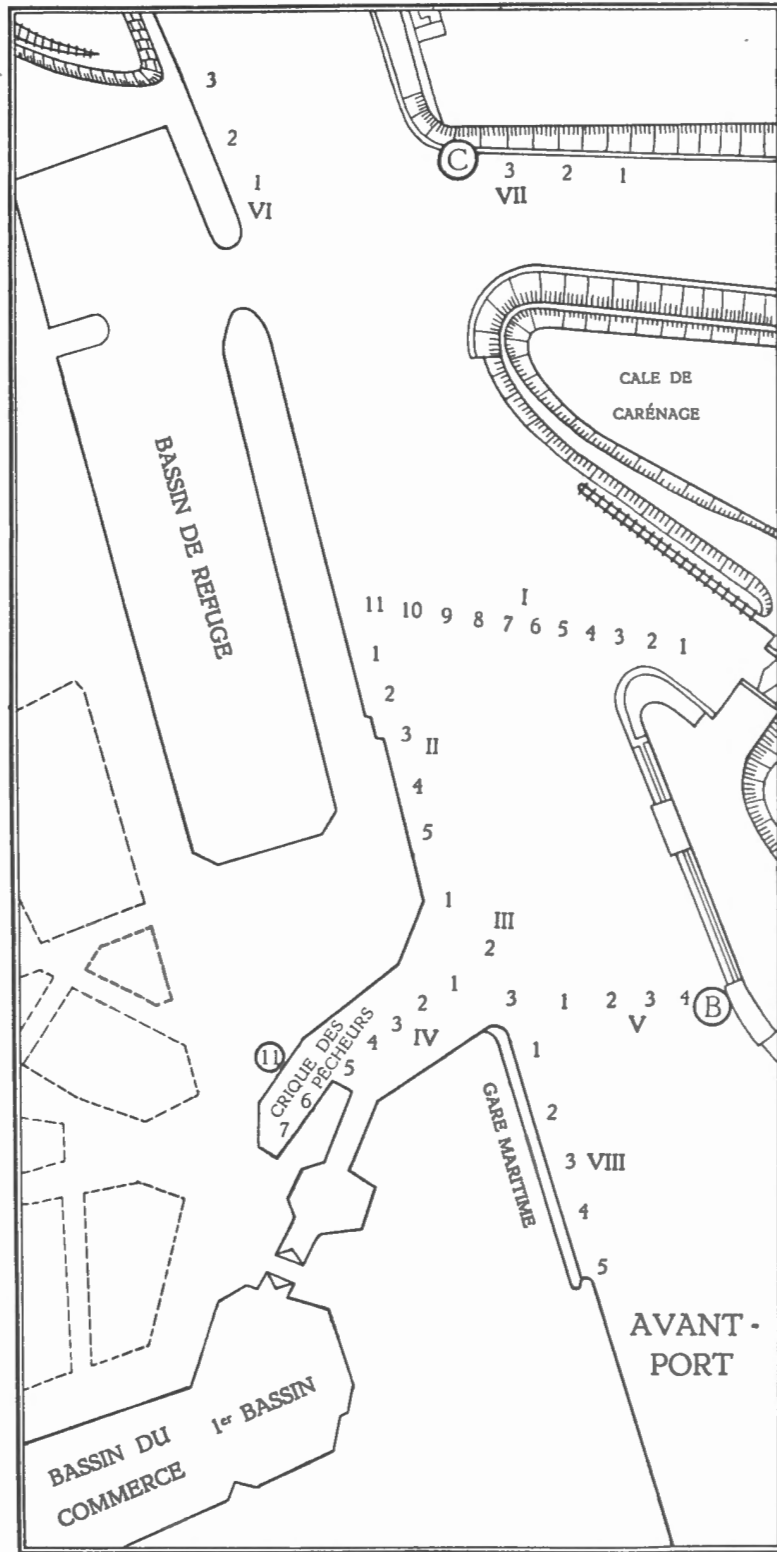 3
2
1
VI
C
3 2 1
VII
CALE DE
CARÉNAGE
BASSIN DE REFUGE
I
11 10 9 8 7 6 5 4 3 2 1
1
2
3 II
4
5
1
III
2
1
2
3
4
5
6
7
IV
3 1 2 3 4
V
B
11
CRIQUE DES
PÊCHEURS
GARE MARITIME
1
2
3 VIII
4
5
AVANT-
PORT
1er BASSIN
BASSIN DU
COMMERCE